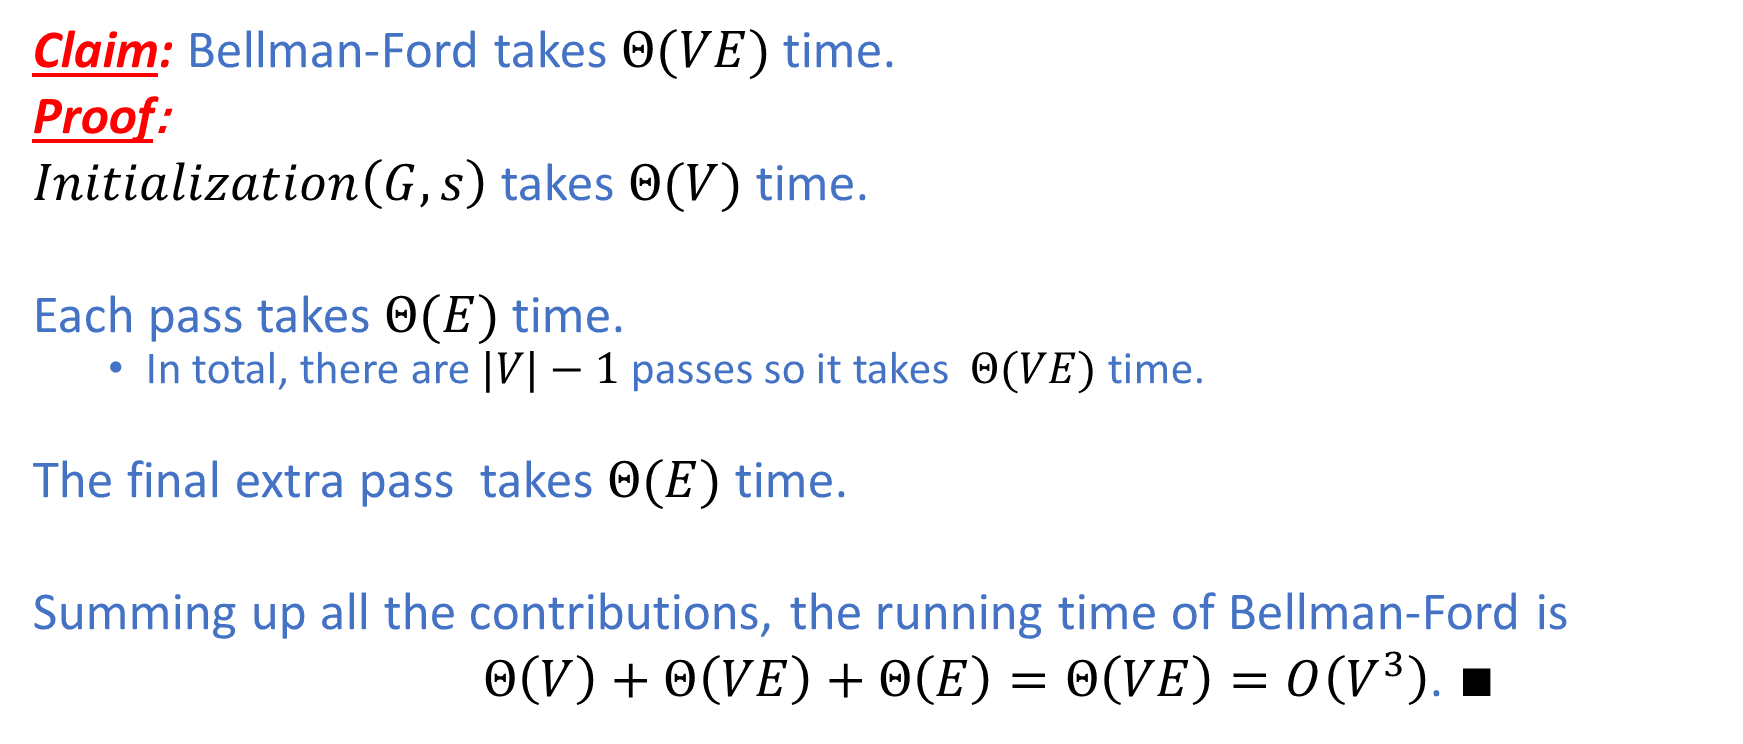 Claim: Bellman-Ford takes Θ(VE) time.
Proof:
Initialization(G, s) takes Θ(V) time.
Each pass takes Θ(E) time.
• In total, there are |V| − 1 passes so it takes Θ(VE) time.
The final extra pass takes Θ(E) time.
Summing up all the contributions, the running time of Bellman-Ford is
Θ(V) + Θ(VE) + Θ(E) = Θ(VE) = O(V³). ■